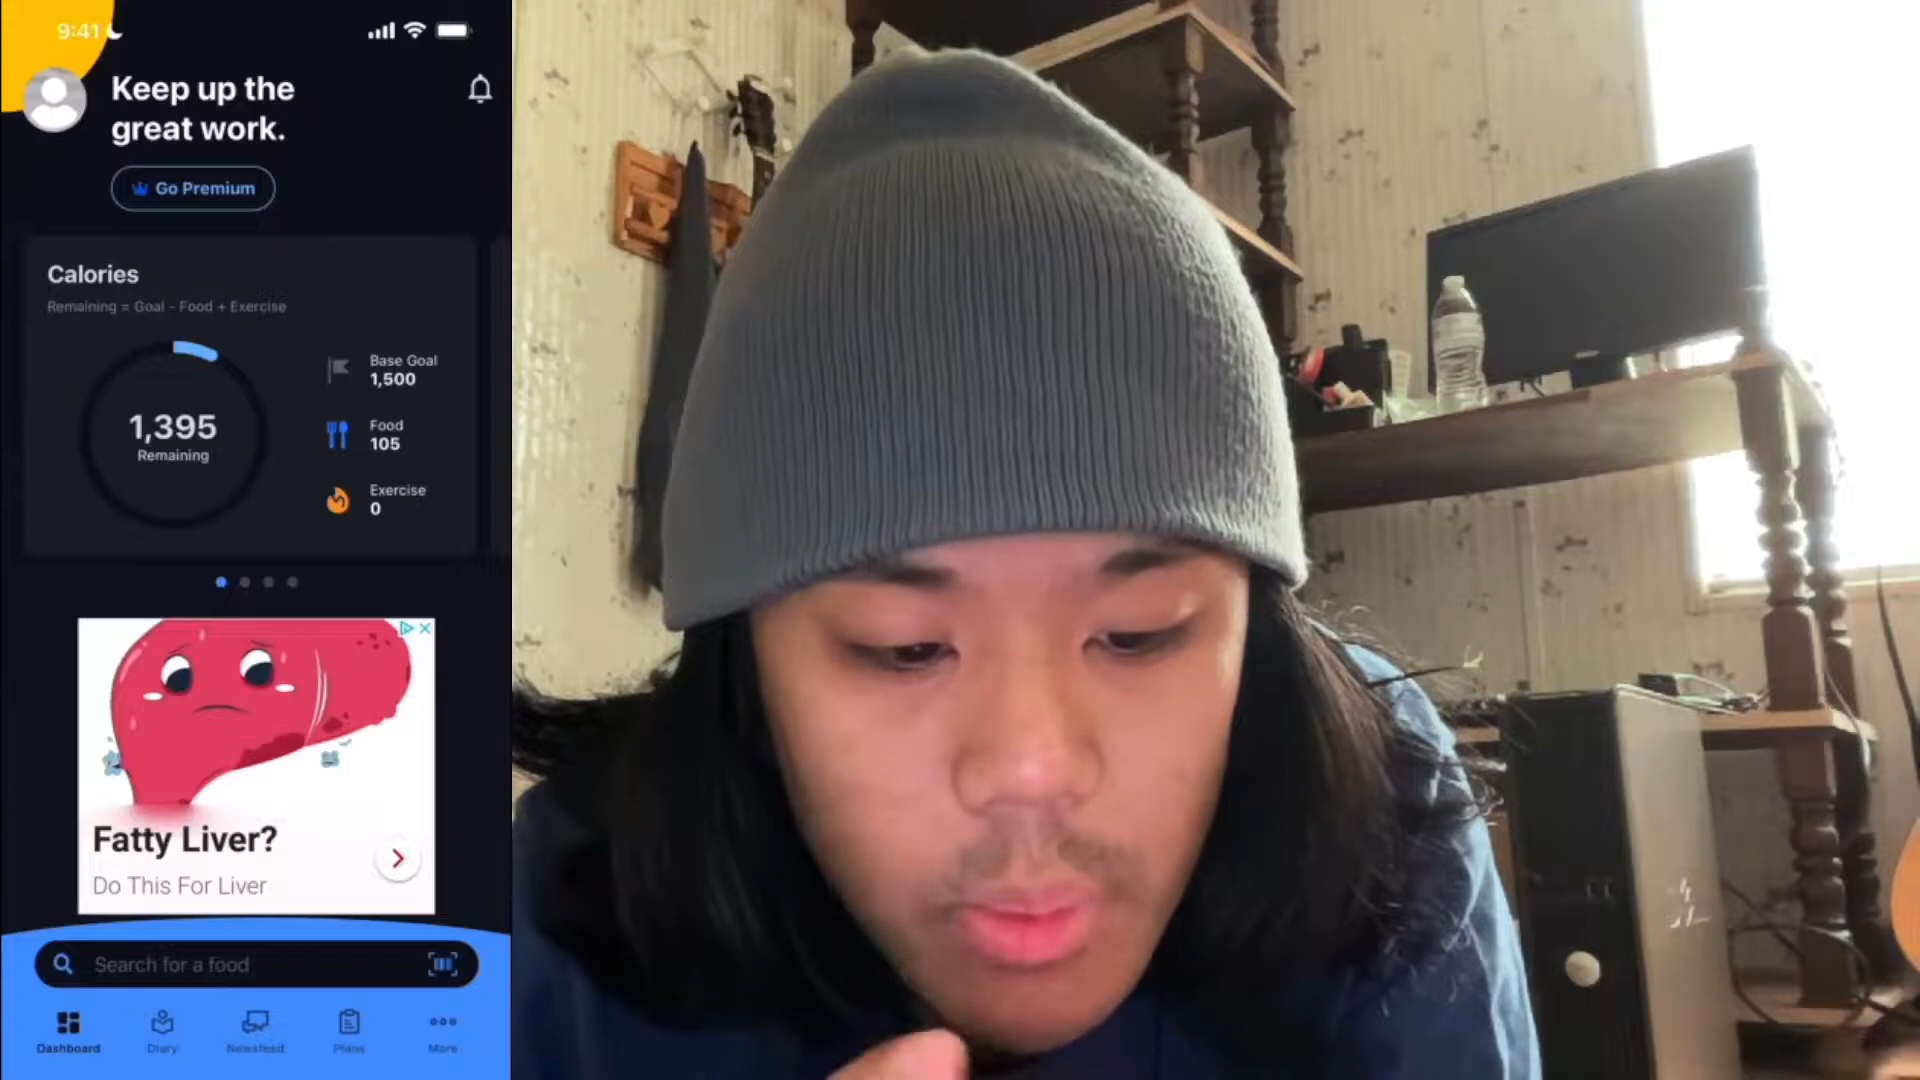 9:41
Keep up the
great work.
Go Premium
Calories
Remaining = Goal - Food + Exercise
1,395
Remaining
Base Goal
1,500
Food
105
Exercise
0
Fatty Liver?
Do This For Liver
Search for a food
Dashboard
Diary
Newsfeed
Plans
More